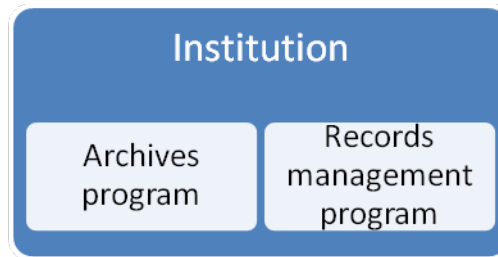 Institution
Archives
program
Records
management
program